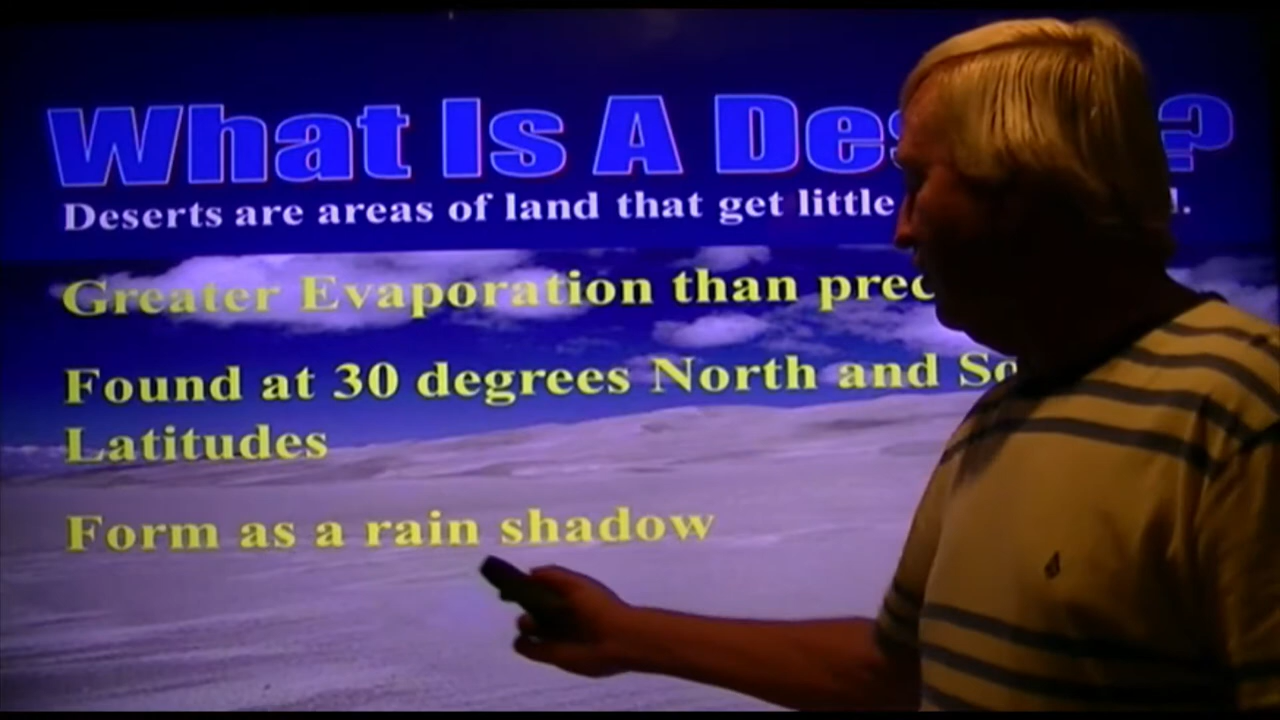 What Is A De ?
Deserts are areas of land that get little
Greater Evaporation than prec
Found at 30 degrees North and So
Latitudes
Form as a rain shadow